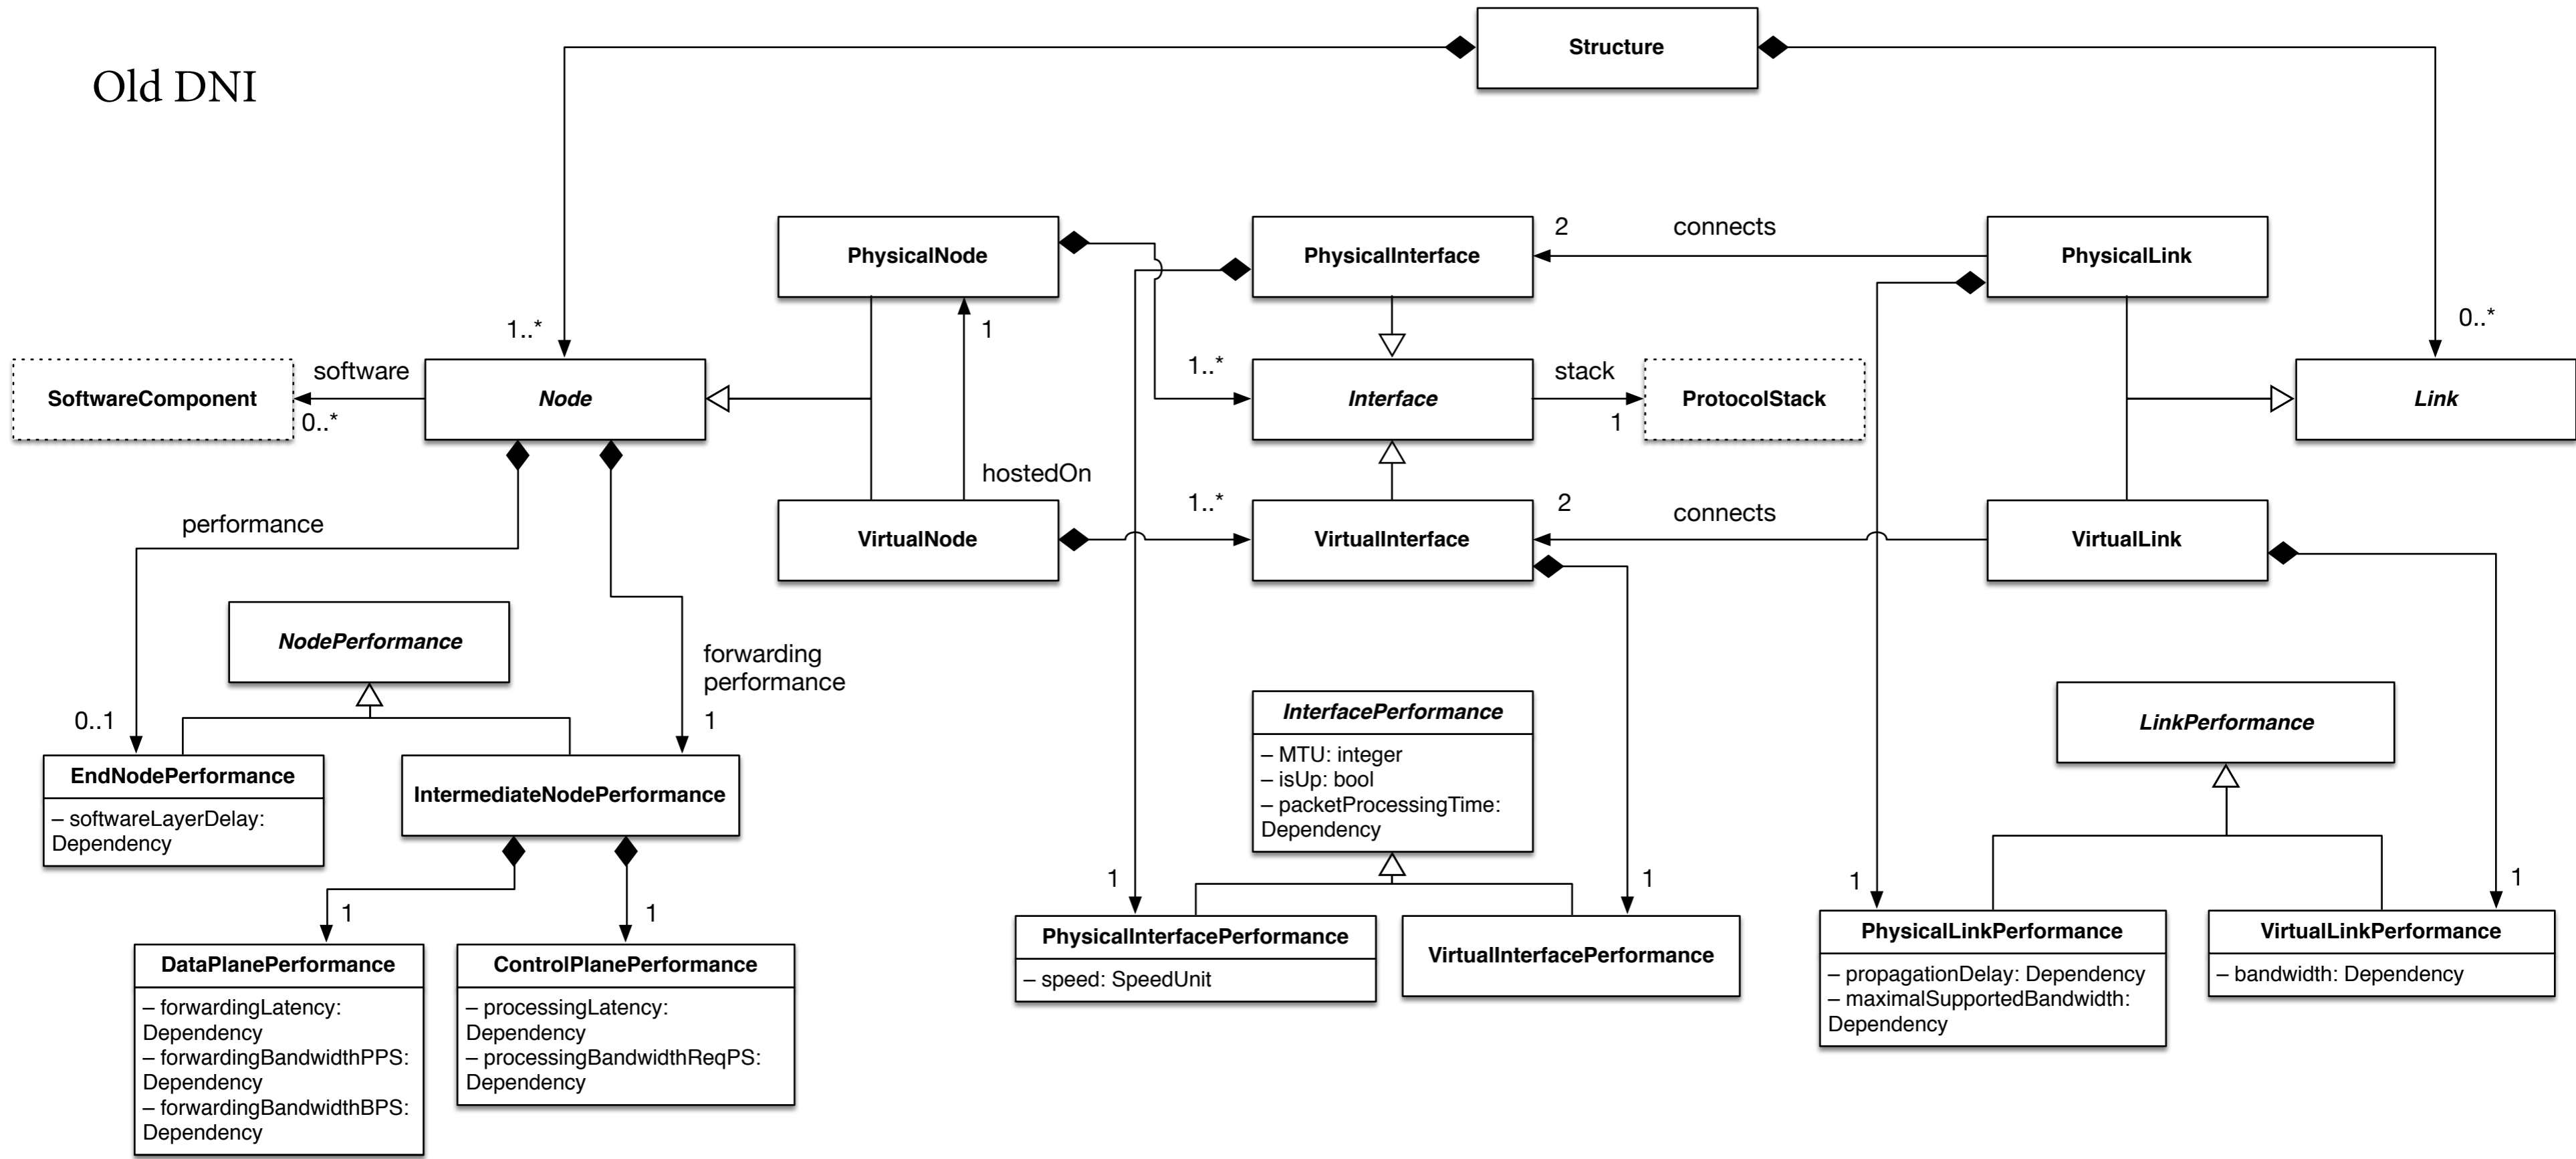 Old DNI
Structure
PhysicalNode
PhysicalInterface
2
connects
PhysicalLink
1..*
1
0..*
SoftwareComponent
software
0..*
Node
1..*
Interface
stack
1
ProtocolStack
Link
hostedOn
performance
VirtualNode
1..*
VirtualInterface
2
connects
VirtualLink
NodePerformance
forwarding
performance
0..1
1
InterfacePerformance
– MTU: integer
– isUp: bool
– packetProcessingTime:
Dependency
LinkPerformance
EndNodePerformance
– softwareLayerDelay:
Dependency
IntermediateNodePerformance
1
1
1
1
1
1
DataPlanePerformance
– forwardingLatency:
Dependency
– forwardingBandwidthPPS:
Dependency
– forwardingBandwidthBPS:
Dependency
ControlPlanePerformance
– processingLatency:
Dependency
– processingBandwidthReqPS:
Dependency
PhysicalInterfacePerformance
– speed: SpeedUnit
VirtualInterfacePerformance
PhysicalLinkPerformance
– propagationDelay: Dependency
– maximalSupportedBandwidth:
Dependency
VirtualLinkPerformance
– bandwidth: Dependency